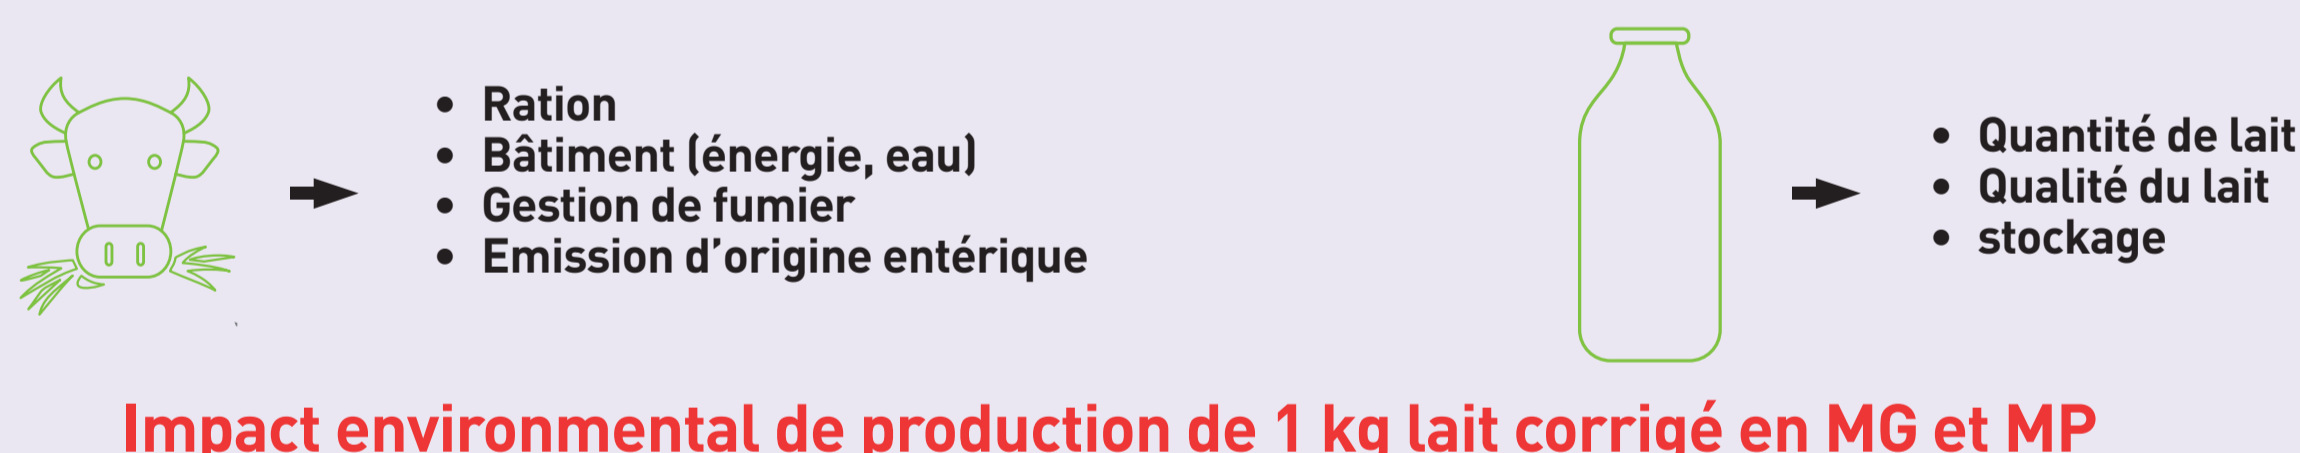 • Ration
• Bâtiment (énergie, eau)
• Gestion de fumier
• Emission d’origine entérique
• Quantité de lait
• Qualité du lait
• stockage
Impact environmental de production de 1 kg lait corrigé en MG et MP